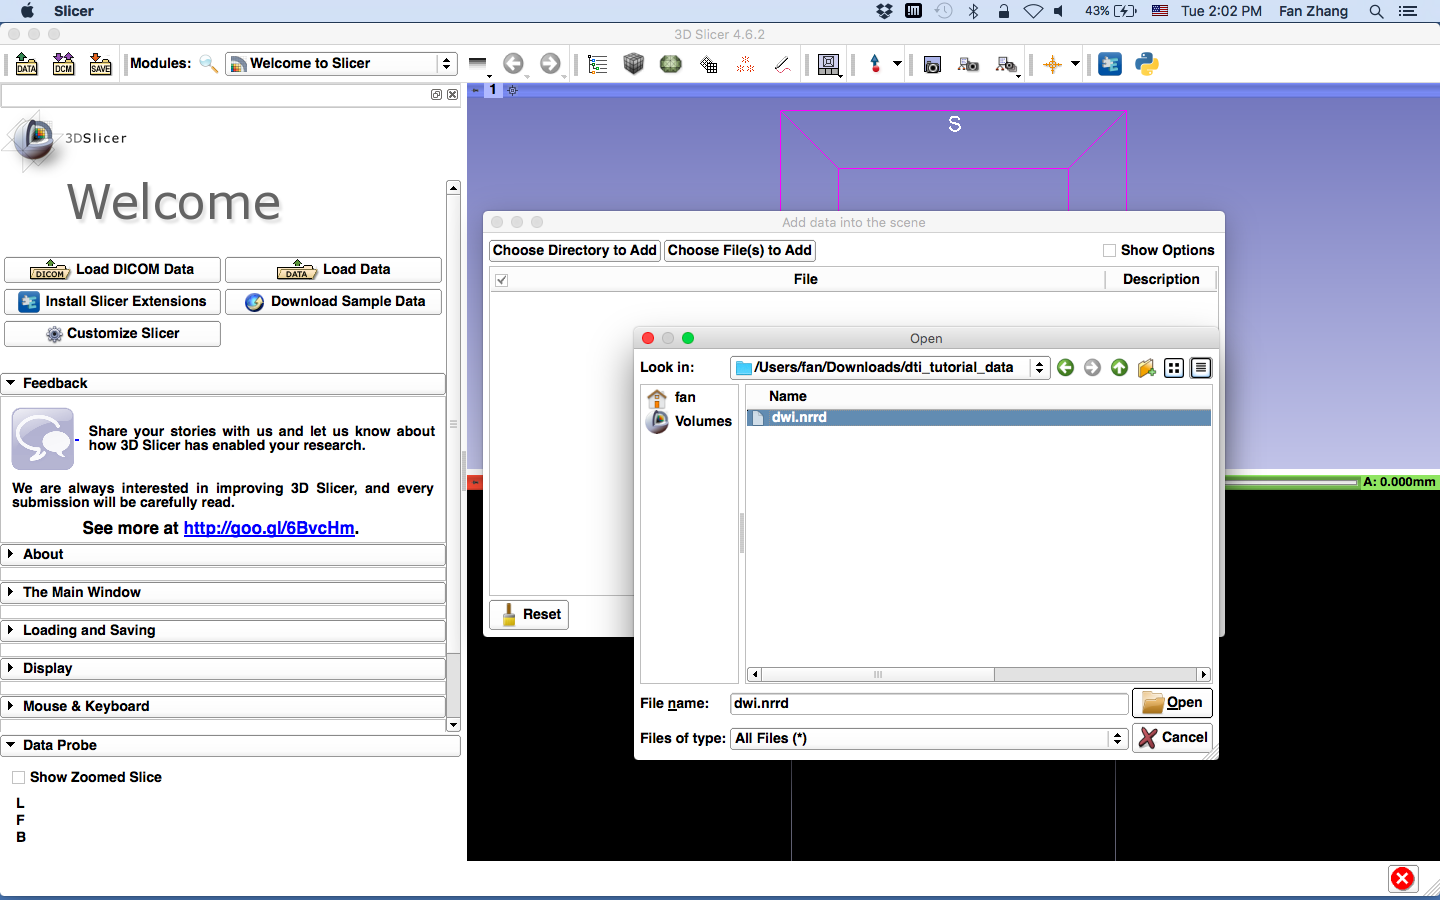 Slicer
43%
Tue 2:02 PM
Fan Zhang
3D Slicer 4.6.2
DATA
DCM
SAVE
Modules:
Welcome to Slicer
1
3DSlicer
Welcome
DICOM
Load DICOM Data
DATA
Load Data
Install Slicer Extensions
Download Sample Data
Customize Slicer
Feedback
Share your stories with us and let us know about
how 3D Slicer has enabled your research.
We are always interested in improving 3D Slicer, and every
submission will be carefully read.
See more at http://goo.gl/6BvcHm.
About
The Main Window
Loading and Saving
Display
Mouse & Keyboard
Data Probe
Show Zoomed Slice
L
F
B
S
Add data into the scene
Choose Directory to Add
Choose File(s) to Add
Show Options
File
Description
Reset
Open
Look in:
/Users/fan/Downloads/dti_tutorial_data
fan
Volumes
Name
dwi.nrrd
File name:
dwi.nrrd
Open
Files of type:
All Files (*)
Cancel
A: 0.000mm